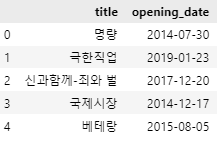 title opening_date
0 명량 2014-07-30
1 극한직업 2019-01-23
2 신과함께-죄와 벌 2017-12-20
3 국제시장 2014-12-17
4 베테랑 2015-08-05